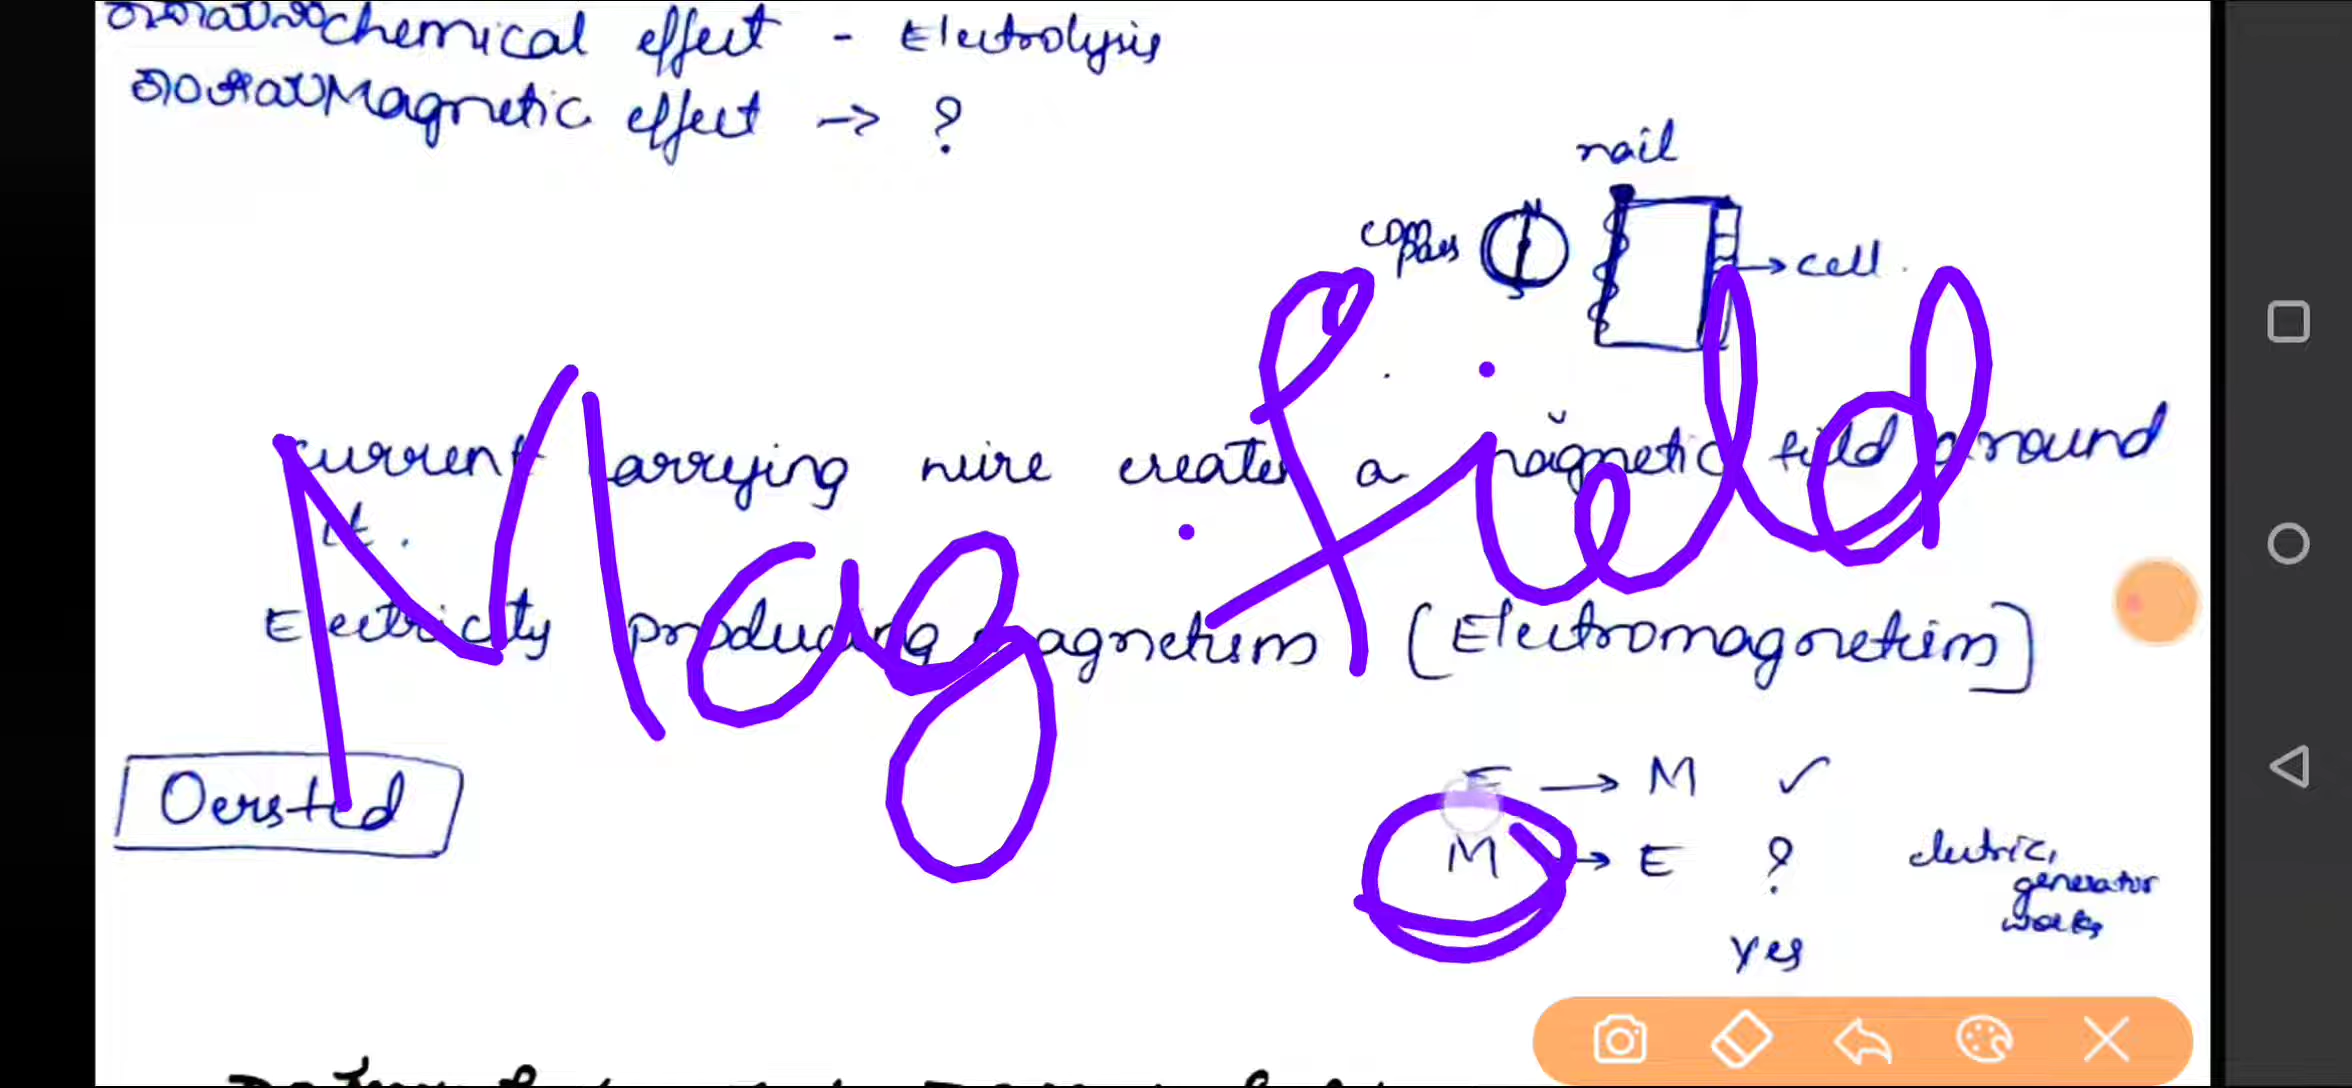 Chemical effect - Electrolysis
Magnetic effect → ?
nail
compass
N
S
→ cell
Current carrying wire creates a magnetic field around
it.
Mag. field
Electricity producing magnetism (Electromagnetism)
Oersted
E → M ✓
M → E ? electric,
generator
works
Yes